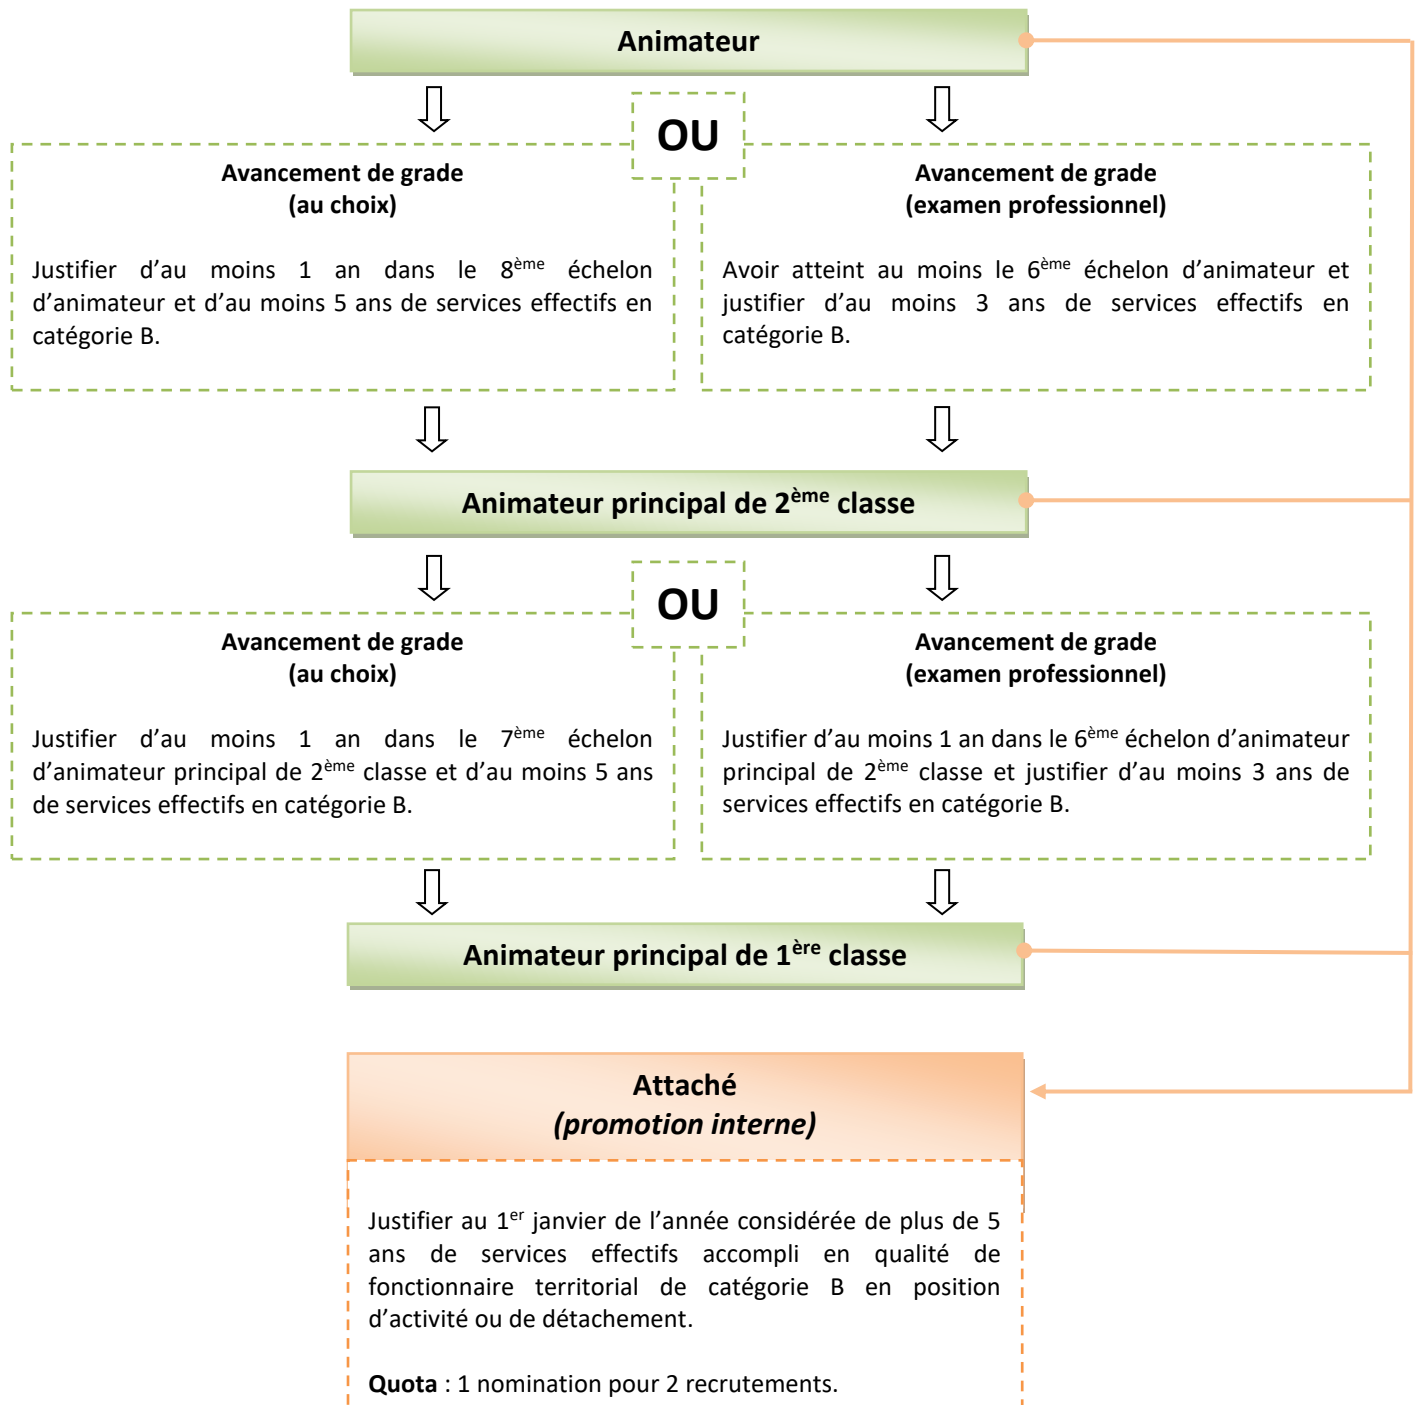 Animateur
OU
Avancement de grade
(au choix)
Justifier d’au moins 1 an dans le 8ème échelon
d’animateur et d’au moins 5 ans de services effectifs en
catégorie B.
Avancement de grade
(examen professionnel)
Avoir atteint au moins le 6ème échelon d’animateur et
justifier d’au moins 3 ans de services effectifs en
catégorie B.
Animateur principal de 2ème classe
OU
Avancement de grade
(au choix)
Justifier d’au moins 1 an dans le 7ème échelon
d’animateur principal de 2ème classe et d’au moins 5 ans
de services effectifs en catégorie B.
Avancement de grade
(examen professionnel)
Justifier d’au moins 1 an dans le 6ème échelon d’animateur
principal de 2ème classe et justifier d’au moins 3 ans de
services effectifs en catégorie B.
Animateur principal de 1ère classe
Attaché
(promotion interne)
Justifier au 1er janvier de l’année considérée de plus de 5
ans de services effectifs accompli en qualité de
fonctionnaire territorial de catégorie B en position
d’activité ou de détachement.
Quota : 1 nomination pour 2 recrutements.